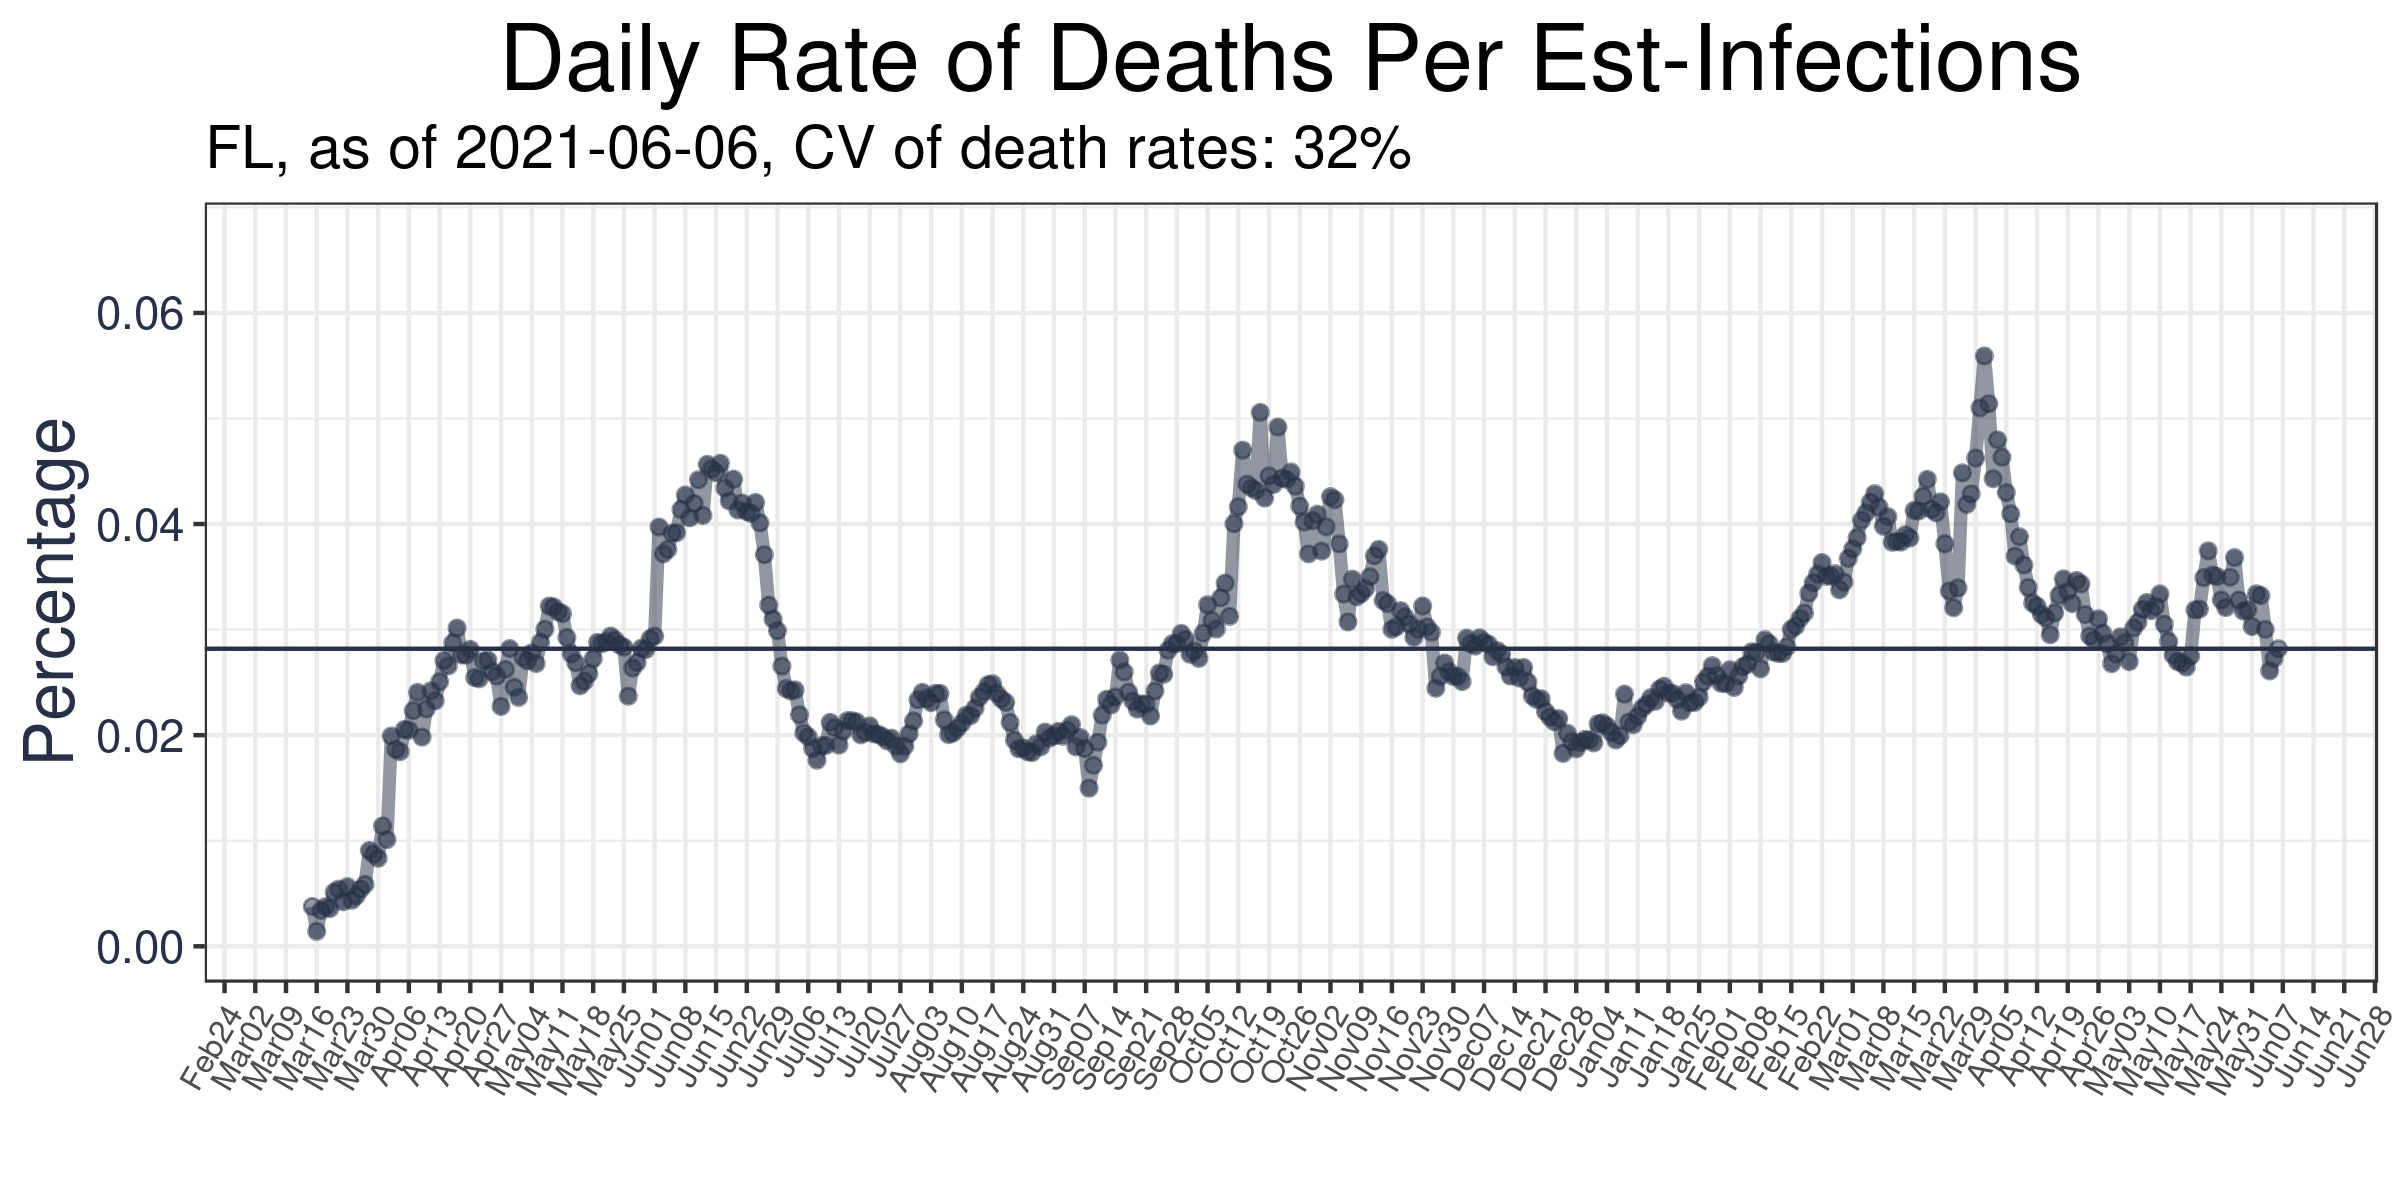 Daily Rate of Deaths Per Est-Infections
FL, as of 2021-06-06, CV of death rates: 32%
Percentage
0.06
0.04
0.02
0.00
Feb24
Mar02
Mar09
Mar16
Mar23
Mar30
Apr06
Apr13
Apr20
Apr27
May04
May11
May18
May25
Jun01
Jun08
Jun15
Jun22
Jun29
Jul06
Jul13
Jul20
Jul27
Aug03
Aug10
Aug17
Aug24
Aug31
Sep07
Sep14
Sep21
Sep28
Oct05
Oct12
Oct19
Oct26
Nov02
Nov09
Nov16
Nov23
Nov30
Dec07
Dec14
Dec21
Dec28
Jan04
Jan11
Jan18
Jan25
Feb01
Feb08
Feb15
Feb22
Mar01
Mar08
Mar15
Mar22
Mar29
Apr05
Apr12
Apr19
Apr26
May03
May10
May17
May24
May31
Jun07
Jun14
Jun21
Jun28